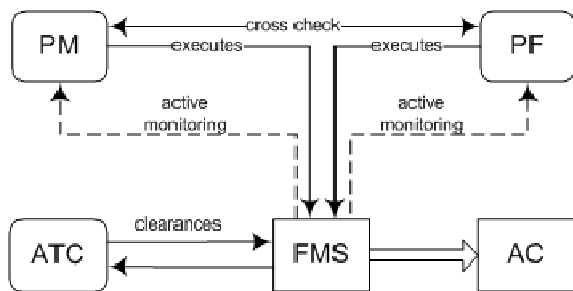 cross check
PM
PF
executes
executes
active
monitoring
active
monitoring
clearances
ATC
FMS
AC